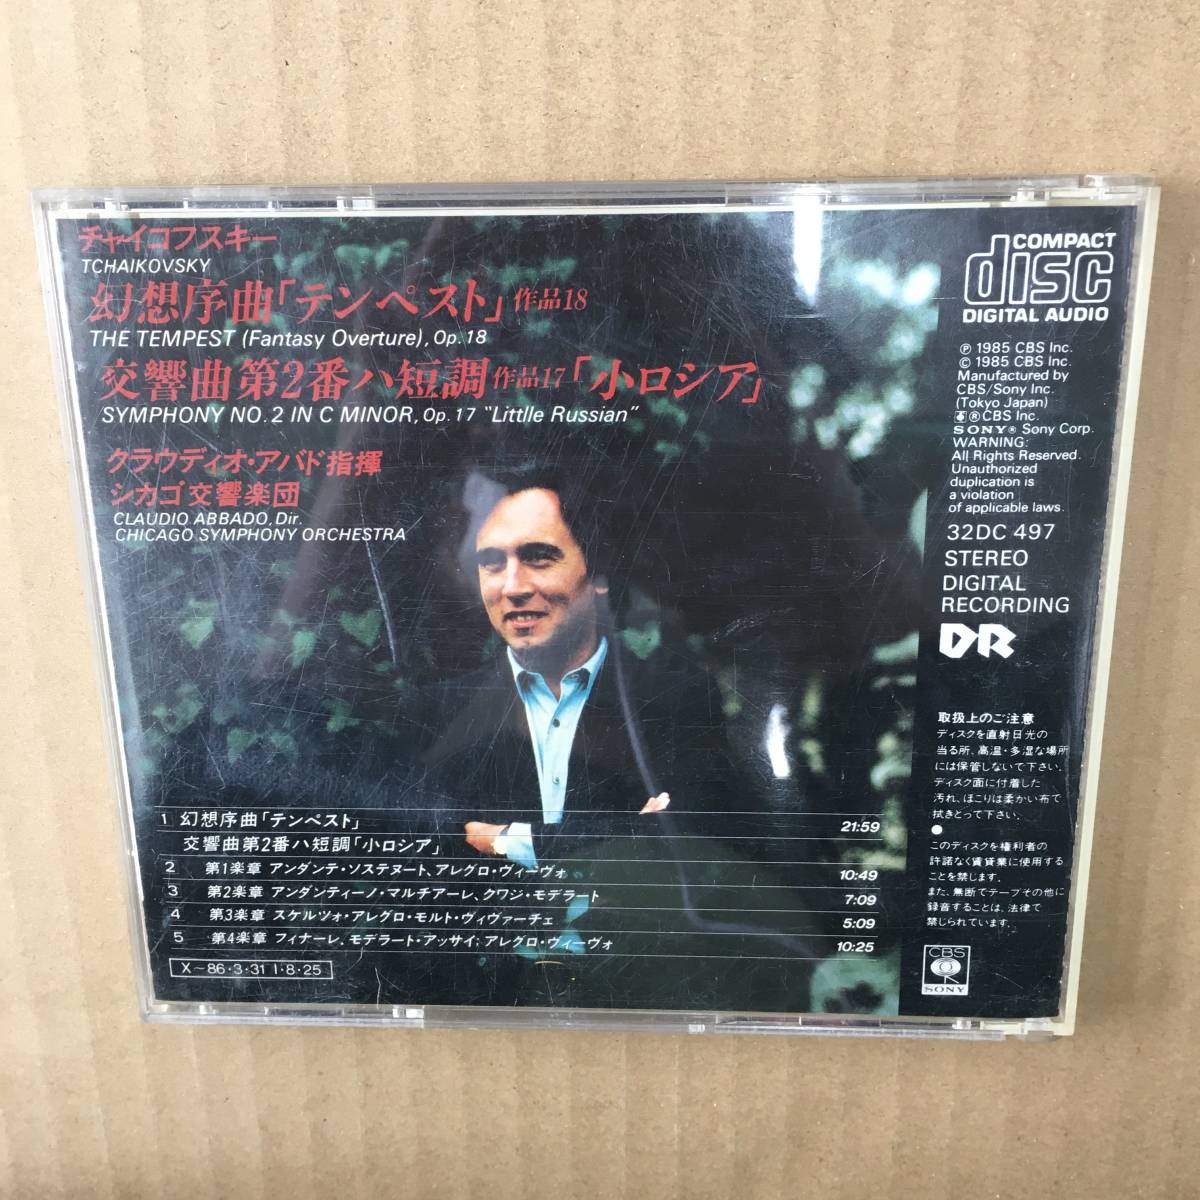 チャイコフスキー
TCHAIKOVSKY
幻想序曲「テンペスト」作品18
THE TEMPEST (Fantasy Overture), Op. 18
交響曲第2番ハ短調作品17「小ロシア」
SYMPHONY NO. 2 IN C MINOR, Op. 17 "Littlle Russian"
クラウディオ・アバド指揮
シカゴ交響楽団
CLAUDIO ABBADO, Dir.
CHICAGO SYMPHONY ORCHESTRA
1 幻想序曲「テンペスト」 21:59
交響曲第2番ハ短調「小ロシア」
2 第1楽章 アンダンテ・ソステヌート、アレグロ・ヴィーヴォ 10:49
3 第2楽章 アンダンティーノ・マルチアーレ、クワジ・モデラート 7:09
4 第3楽章 スケルツォ・アレグロ・モルト・ヴィヴァーチェ 5:09
5 第4楽章 フィナーレ、モデラート・アッサイ; アレグロ・ヴィーヴォ 10:25
X～86・3・31 I・8・25
COMPACT
disc
DIGITAL AUDIO
℗ 1985 CBS Inc.
© 1985 CBS Inc.
Manufactured by
CBS/Sony Inc.
(Tokyo Japan)
® CBS Inc.
SONY® Sony Corp.
WARNING:
All Rights Reserved.
Unauthorized
duplication is
a violation
of applicable laws.
32DC 497
STEREO
DIGITAL
RECORDING
DR
取扱上のご注意
ディスクを直射日光の
当る所、高温・多湿な場所
には保管しないで下さい。
ディスク面に付着した
汚れ、ほこりは柔かい布で
拭きとって下さい。
●
このディスクを権利者の
許諾なく賃貸業に使用する
ことを禁じます。
また、無断でテープその他に
録音することは、法律で
禁じられています。
CBS
SONY